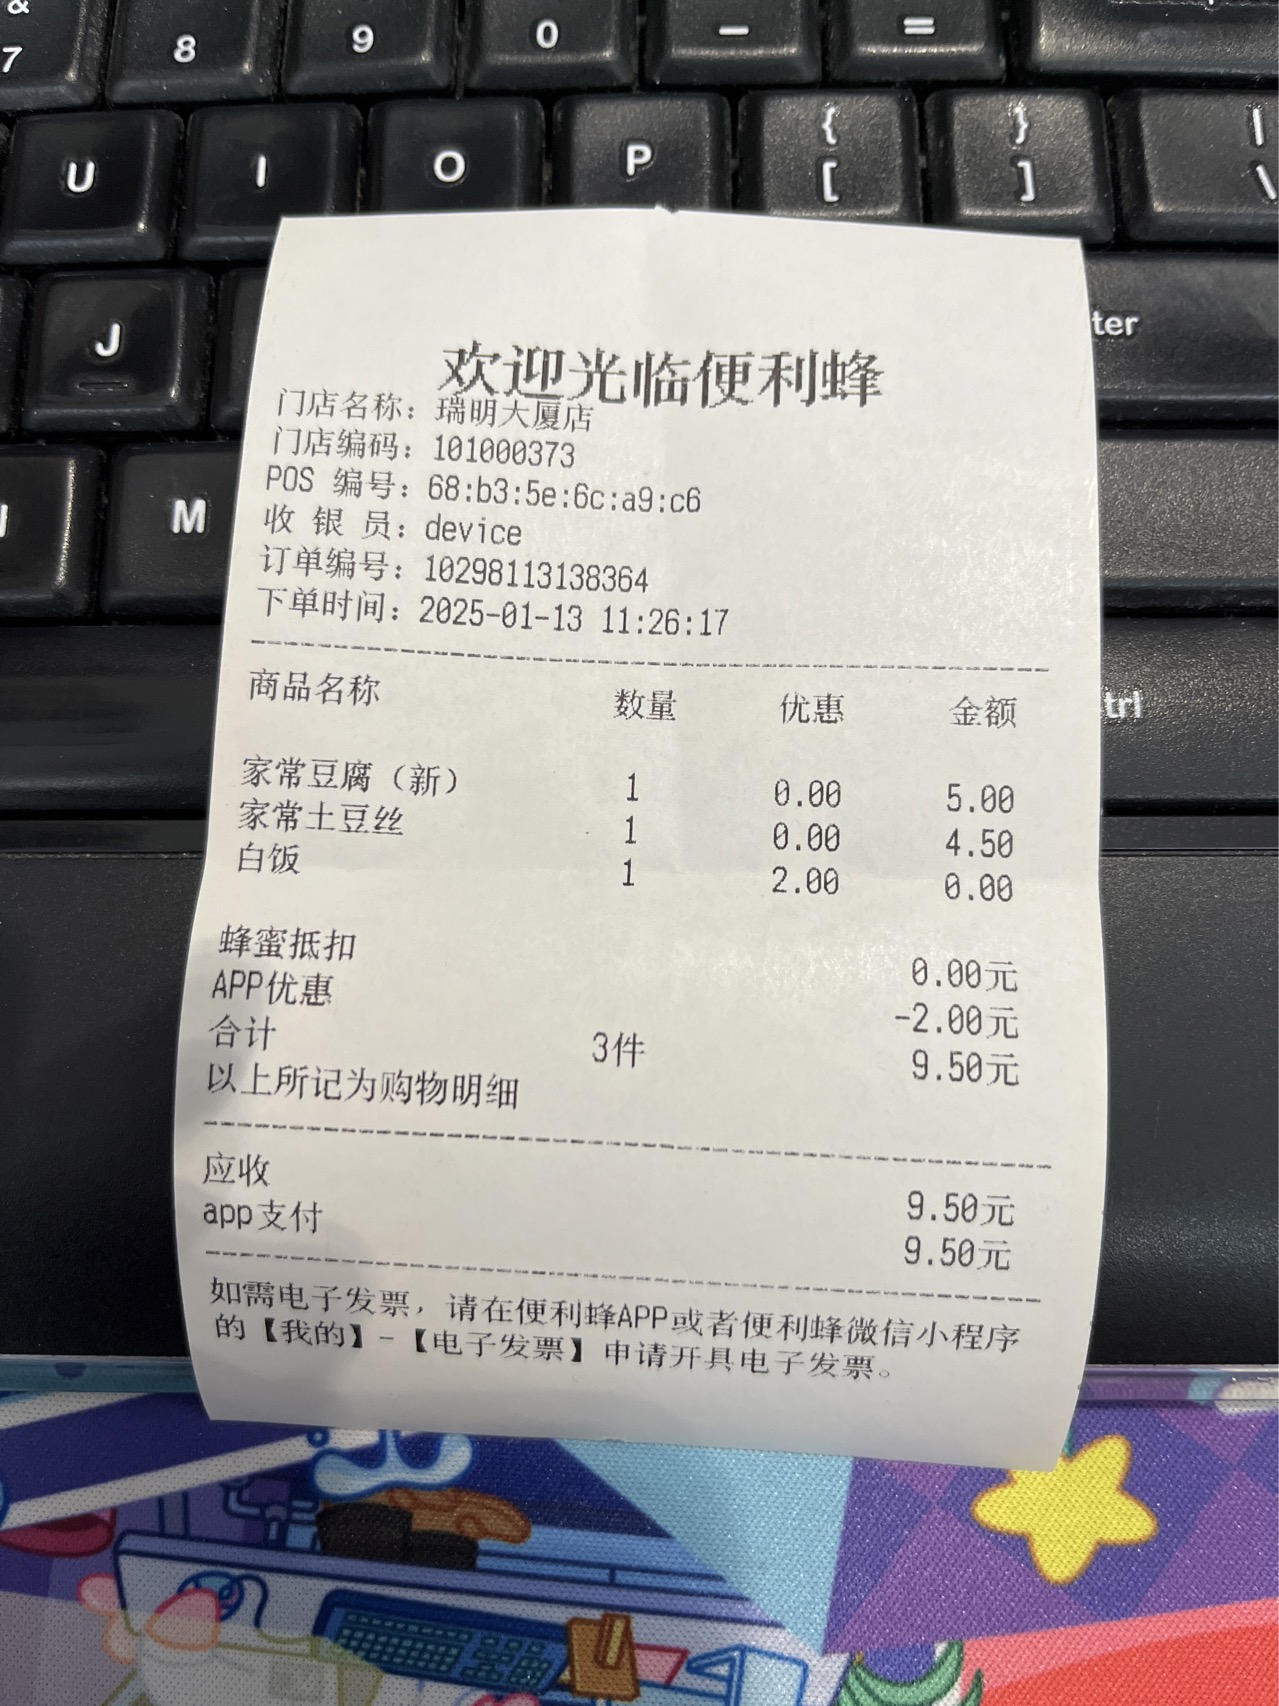 &
7 8 9 0 – =
U I O P { [ } ] | \
J ter
M
trl
欢迎光临便利蜂
门店名称：瑞明大厦店
门店编码：101000373
POS 编号：68:b3:5e:6c:a9:c6
收 银 员：device
订单编号：10298113138364
下单时间：2025-01-13 11:26:17
商品名称 数量 优惠 金额
家常豆腐（新） 1 0.00 5.00
家常土豆丝 1 0.00 4.50
白饭 1 2.00 0.00
蜂蜜抵扣 0.00元
APP优惠 -2.00元
合计 3件 9.50元
以上所记为购物明细
应收 9.50元
app支付 9.50元
如需电子发票，请在便利蜂APP或者便利蜂微信小程序
的【我的】-【电子发票】申请开具电子发票。